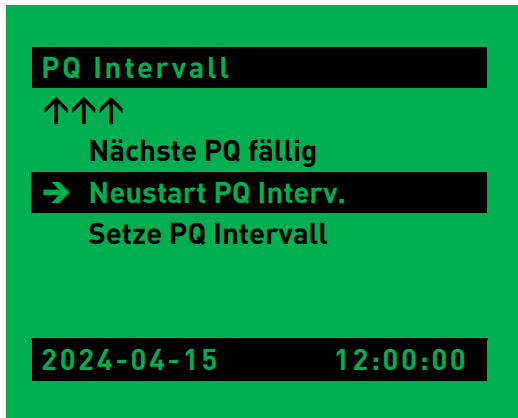 PQ Intervall
↑↑↑
Nächste PQ fällig
→ Neustart PQ Interv.
Setze PQ Intervall
2024-04-15 12:00:00